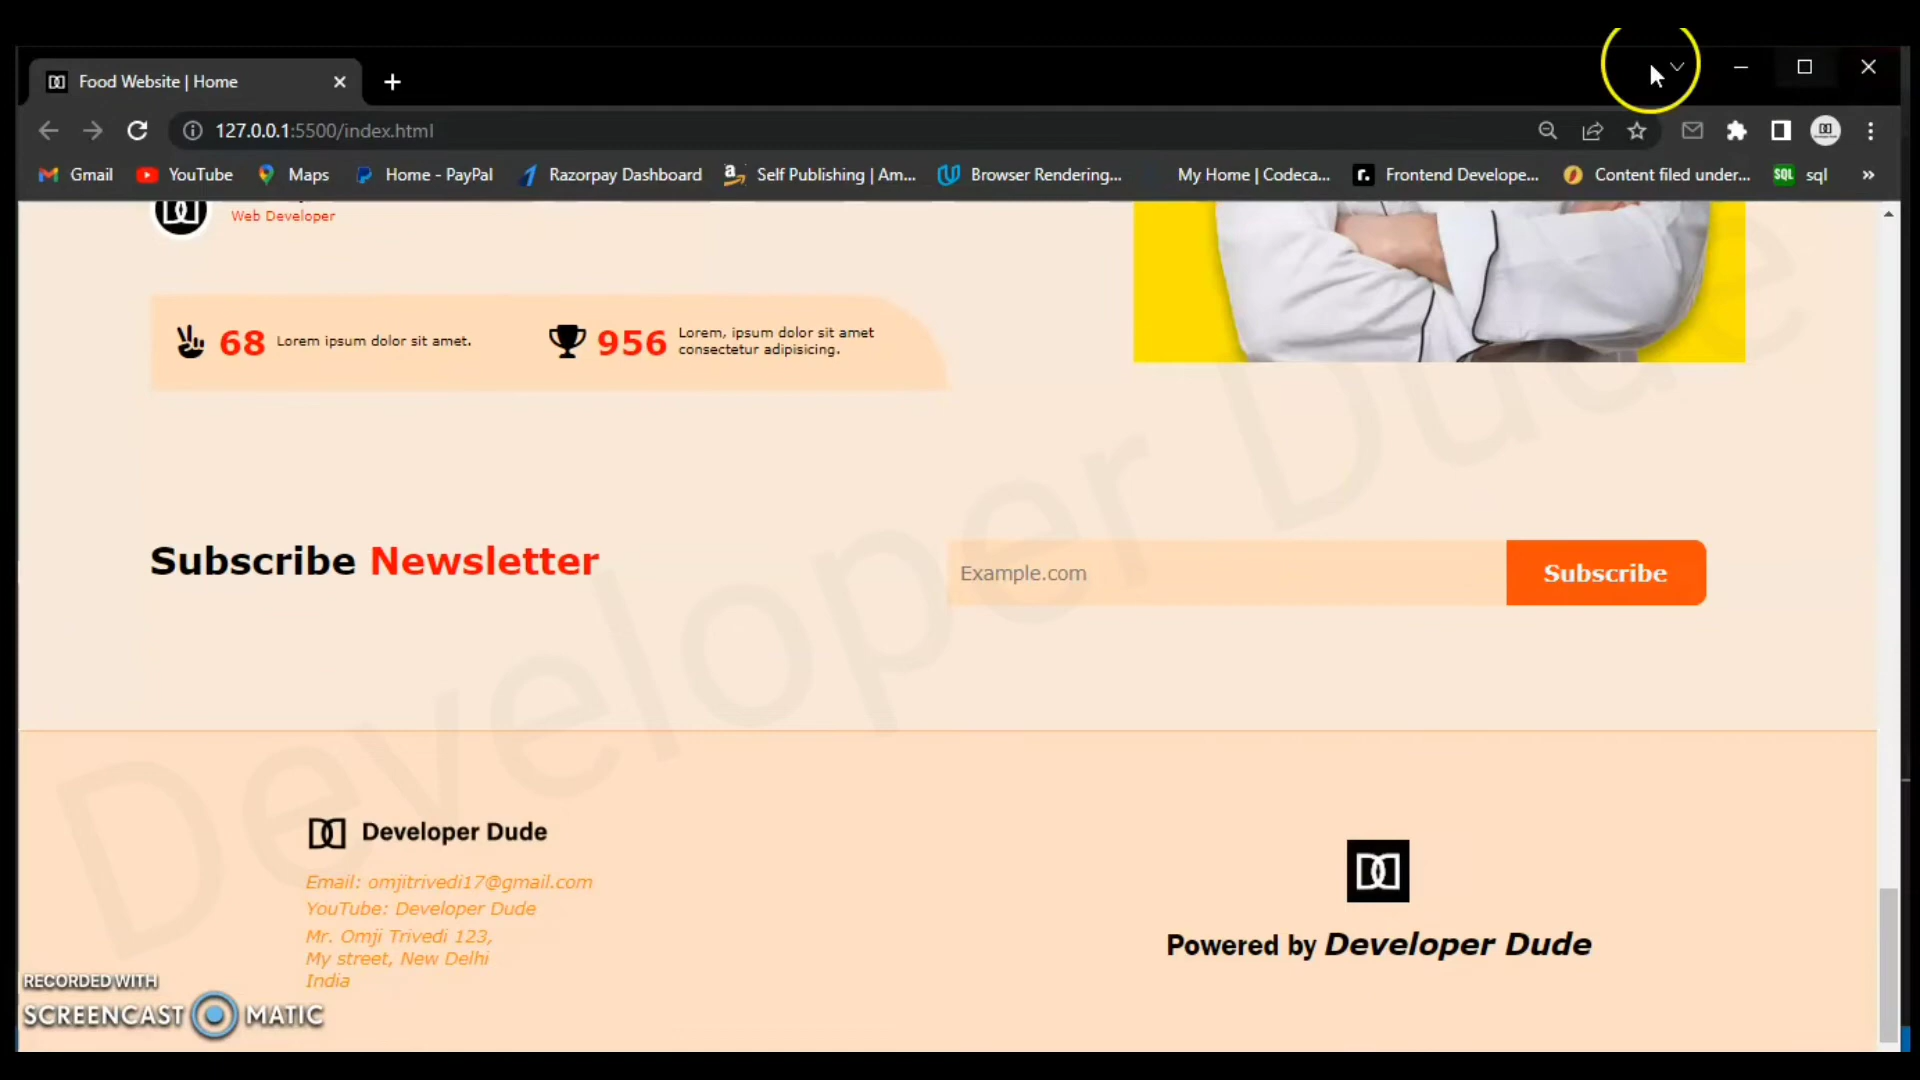 Food Website | Home
127.0.0.1:5500/index.html
Gmail YouTube Maps Home - PayPal Razorpay Dashboard Self Publishing | Am... Browser Rendering... My Home | Codeca... Frontend Develope... Content filed under... SQL sql »
Web Developer
68 Lorem ipsum dolor sit amet.
956 Lorem, ipsum dolor sit amet
consectetur adipisicing.
Subscribe Newsletter
Example.com
Subscribe
Developer Dude
Developer Dude
Email: omjitrivedi17@gmail.com
YouTube: Developer Dude
Mr. Omji Trivedi 123,
My street, New Delhi
India
Powered by Developer Dude
RECORDED WITH
SCREENCAST MATIC